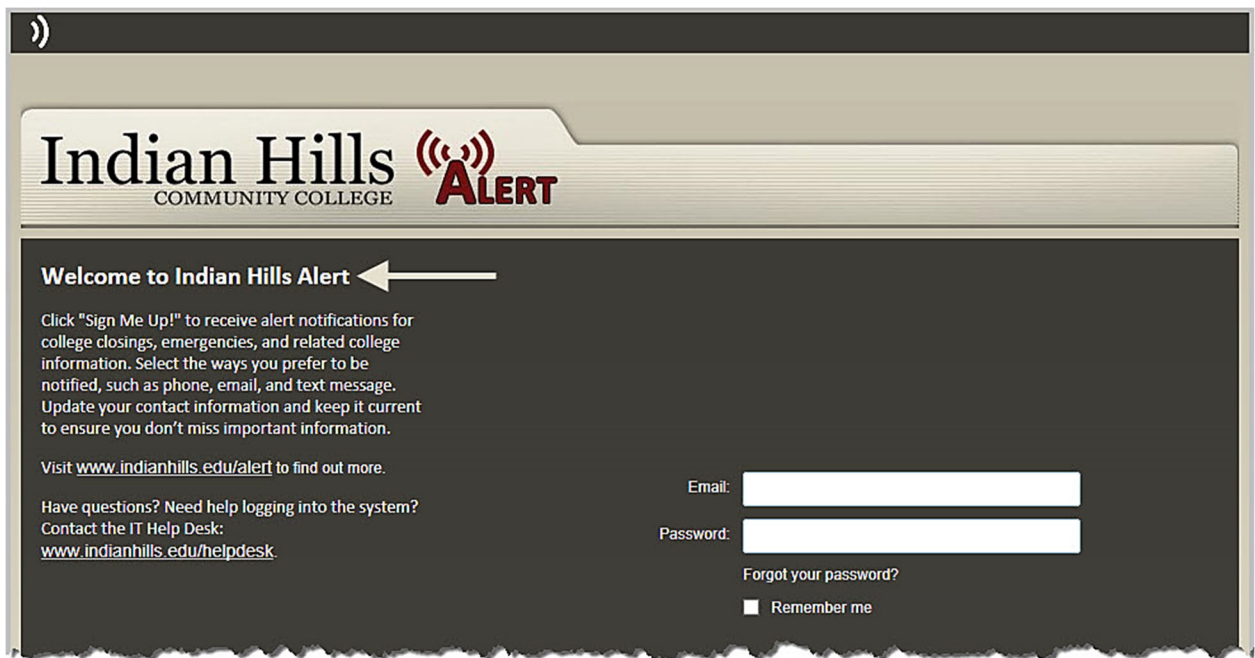 Indian Hills
COMMUNITY COLLEGE
ALERT
Welcome to Indian Hills Alert
Click "Sign Me Up!" to receive alert notifications for
college closings, emergencies, and related college
information. Select the ways you prefer to be
notified, such as phone, email, and text message.
Update your contact information and keep it current
to ensure you don’t miss important information.
Visit www.indianhills.edu/alert to find out more.
Have questions? Need help logging into the system?
Contact the IT Help Desk:
www.indianhills.edu/helpdesk.
Email:
Password:
Forgot your password?
Remember me